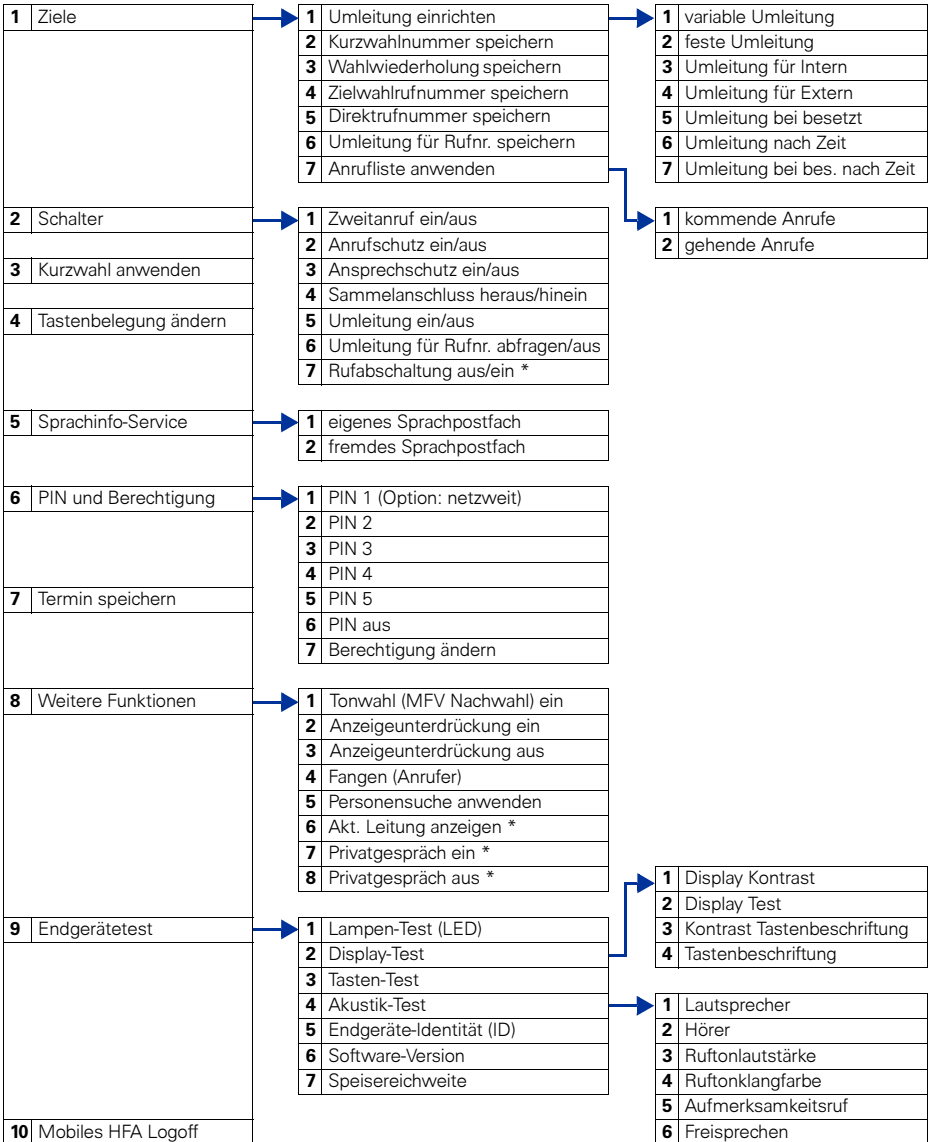 1 Ziele
1 Umleitung einrichten
2 Kurzwahlnummer speichern
3 Wahlwiederholung speichern
4 Zielwahlrufnummer speichern
5 Direktrufnummer speichern
6 Umleitung für Rufnr. speichern
7 Anrufliste anwenden
1 variable Umleitung
2 feste Umleitung
3 Umleitung für Intern
4 Umleitung für Extern
5 Umleitung bei besetzt
6 Umleitung nach Zeit
7 Umleitung bei bes. nach Zeit
1 kommende Anrufe
2 gehende Anrufe
2 Schalter
1 Zweitanruf ein/aus
2 Anrufschutz ein/aus
3 Ansprechschutz ein/aus
4 Sammelanschluss heraus/hinein
5 Umleitung ein/aus
6 Umleitung für Rufnr. abfragen/aus
7 Rufabschaltung aus/ein *
3 Kurzwahl anwenden
4 Tastenbelegung ändern
5 Sprachinfo-Service
1 eigenes Sprachpostfach
2 fremdes Sprachpostfach
6 PIN und Berechtigung
1 PIN 1 (Option: netzweit)
2 PIN 2
3 PIN 3
4 PIN 4
5 PIN 5
6 PIN aus
7 Berechtigung ändern
7 Termin speichern
8 Weitere Funktionen
1 Tonwahl (MFV Nachwahl) ein
2 Anzeigeunterdrückung ein
3 Anzeigeunterdrückung aus
4 Fangen (Anrufer)
5 Personensuche anwenden
6 Akt. Leitung anzeigen *
7 Privatgespräch ein *
8 Privatgespräch aus *
9 Endgerätetest
1 Lampen-Test (LED)
2 Display-Test
3 Tasten-Test
4 Akustik-Test
5 Endgeräte-Identität (ID)
6 Software-Version
7 Speisereichweite
1 Display Kontrast
2 Display Test
3 Kontrast Tastenbeschriftung
4 Tastenbeschriftung
1 Lautsprecher
2 Hörer
3 Ruftonlautstärke
4 Ruftonklangfarbe
5 Aufmerksamkeitsruf
6 Freisprechen
10 Mobiles HFA Logoff